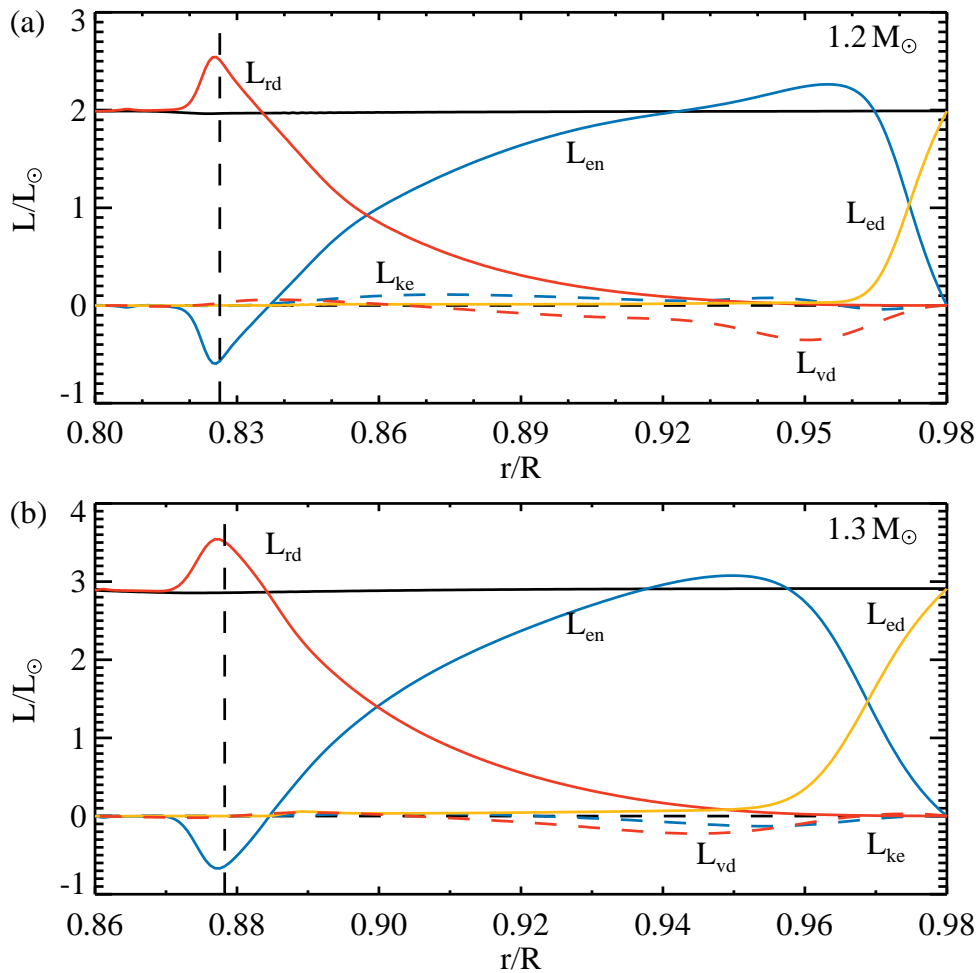 (a)
1.2 M☉
3
2
1
0
-1
L/L☉
L_rd
L_en
L_ed
L_ke
L_vd
0.80 0.83 0.86 0.89 0.92 0.95 0.98
r/R
(b)
1.3 M☉
4
3
2
1
0
-1
L/L☉
L_rd
L_en
L_ed
L_vd
L_ke
0.86 0.88 0.90 0.92 0.94 0.96 0.98
r/R